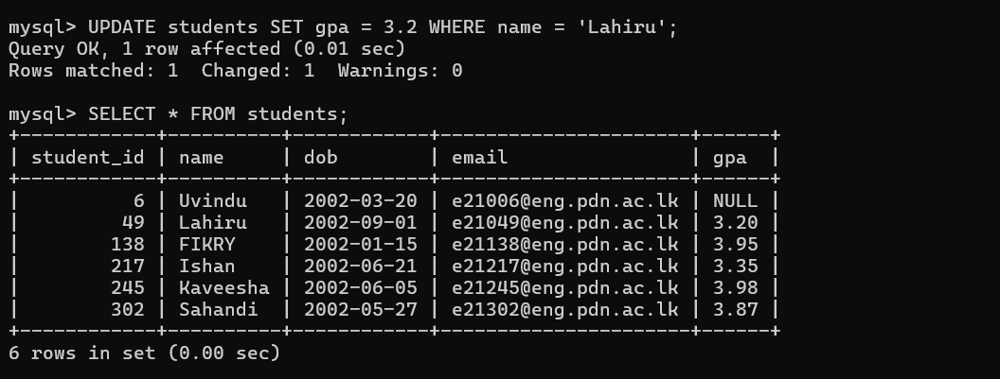 mysql> UPDATE students SET gpa = 3.2 WHERE name = 'Lahiru';
Query OK, 1 row affected (0.01 sec)
Rows matched: 1  Changed: 1  Warnings: 0

mysql> SELECT * FROM students;
+------------+----------+------------+----------------------+------+
| student_id | name     | dob        | email                | gpa  |
+------------+----------+------------+----------------------+------+
|          6 | Uvindu   | 2002-03-20 | e21006@eng.pdn.ac.lk | NULL |
|         49 | Lahiru   | 2002-09-01 | e21049@eng.pdn.ac.lk | 3.20 |
|        138 | FIKRY    | 2002-01-15 | e21138@eng.pdn.ac.lk | 3.95 |
|        217 | Ishan    | 2002-06-21 | e21217@eng.pdn.ac.lk | 3.35 |
|        245 | Kaveesha | 2002-06-05 | e21245@eng.pdn.ac.lk | 3.98 |
|        302 | Sahandi  | 2002-05-27 | e21302@eng.pdn.ac.lk | 3.87 |
+------------+----------+------------+----------------------+------+
6 rows in set (0.00 sec)